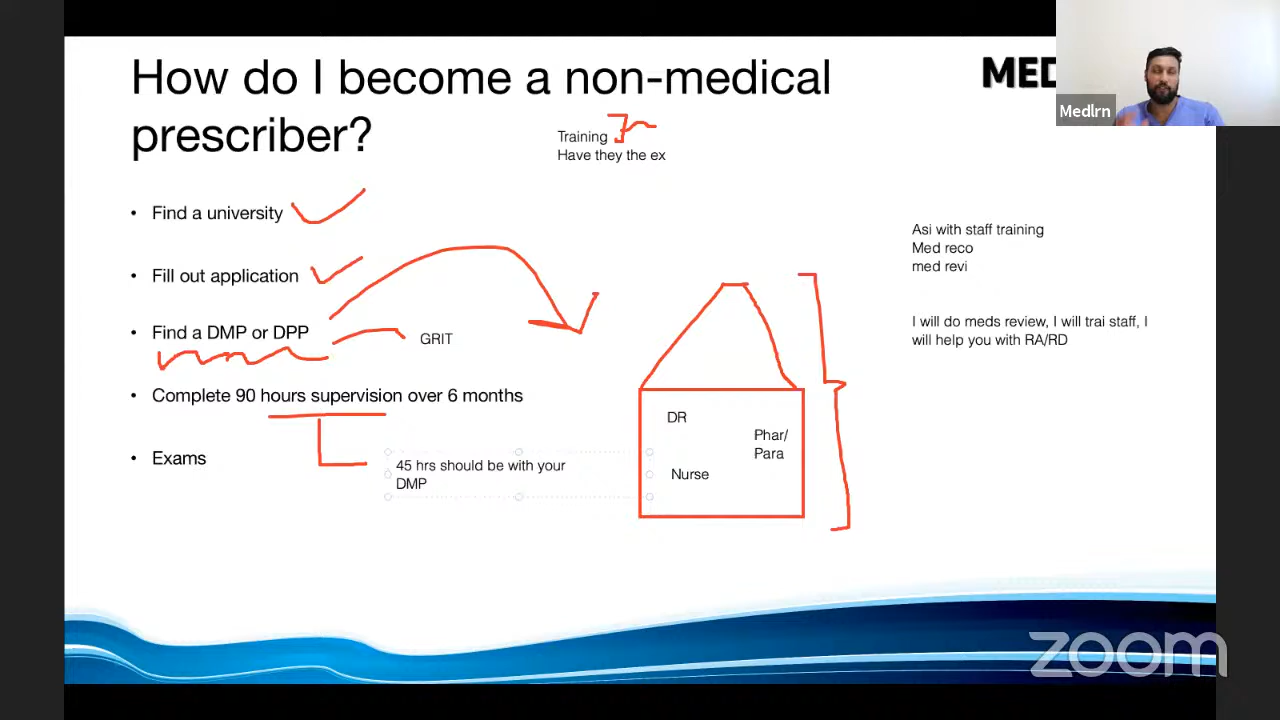 How do I become a non-medical
prescriber?
MED
Medlrn
Training
Have they the ex
• Find a university
• Fill out application
• Find a DMP or DPP
GRIT
• Complete 90 hours supervision over 6 months
• Exams
45 hrs should be with your
DMP
DR
Phar/
Para
Nurse
Asi with staff training
Med reco
med revi
I will do meds review, I will trai staff, I
will help you with RA/RD
zoom